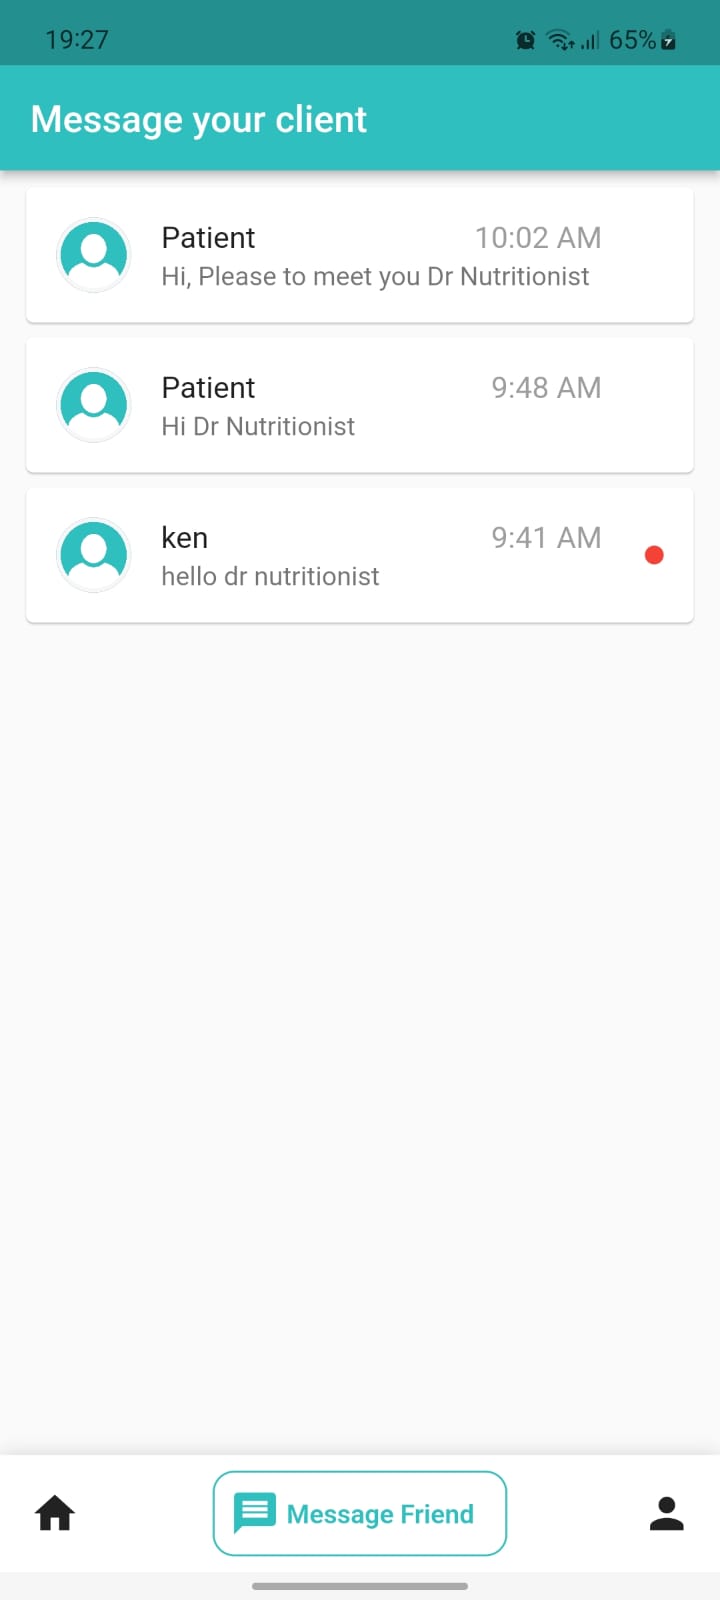 19:27 65%
Message your client
Patient 10:02 AM
Hi, Please to meet you Dr Nutritionist
Patient 9:48 AM
Hi Dr Nutritionist
ken 9:41 AM
hello dr nutritionist
Message Friend